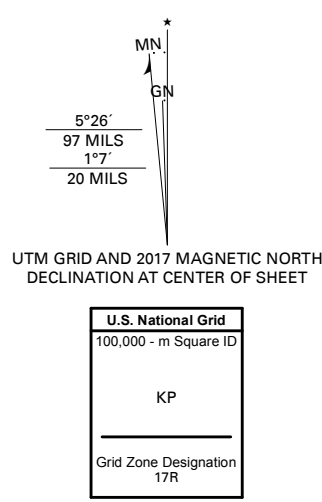 ★
MN
GN
5°26´
97 MILS
1°7´
20 MILS
UTM GRID AND 2017 MAGNETIC NORTH
DECLINATION AT CENTER OF SHEET
U.S. National Grid
100,000 - m Square ID
KP
Grid Zone Designation
17R